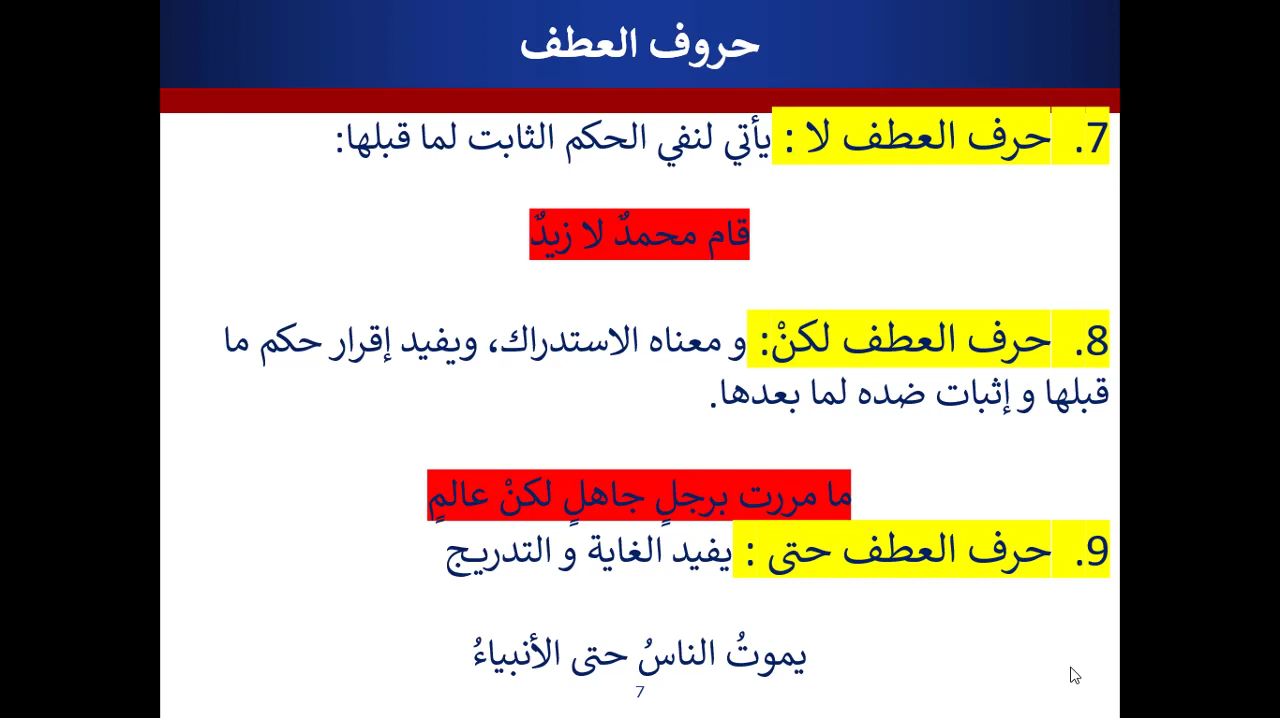 حروف العطف
7. حرف العطف لا : يأتي لنفي الحكم الثابت لما قبلها:
قام محمدٌ لا زيدٌ
8. حرف العطف لكنْ: و معناه الاستدراك، ويفيد إقرار حكم ما
قبلها و إثبات ضده لما بعدها.
ما مررت برجلٍ جاهلٍ لكنْ عالمٍ
9. حرف العطف حتى : يفيد الغاية و التدريج
يموتُ الناسُ حتى الأنبياءُ
7